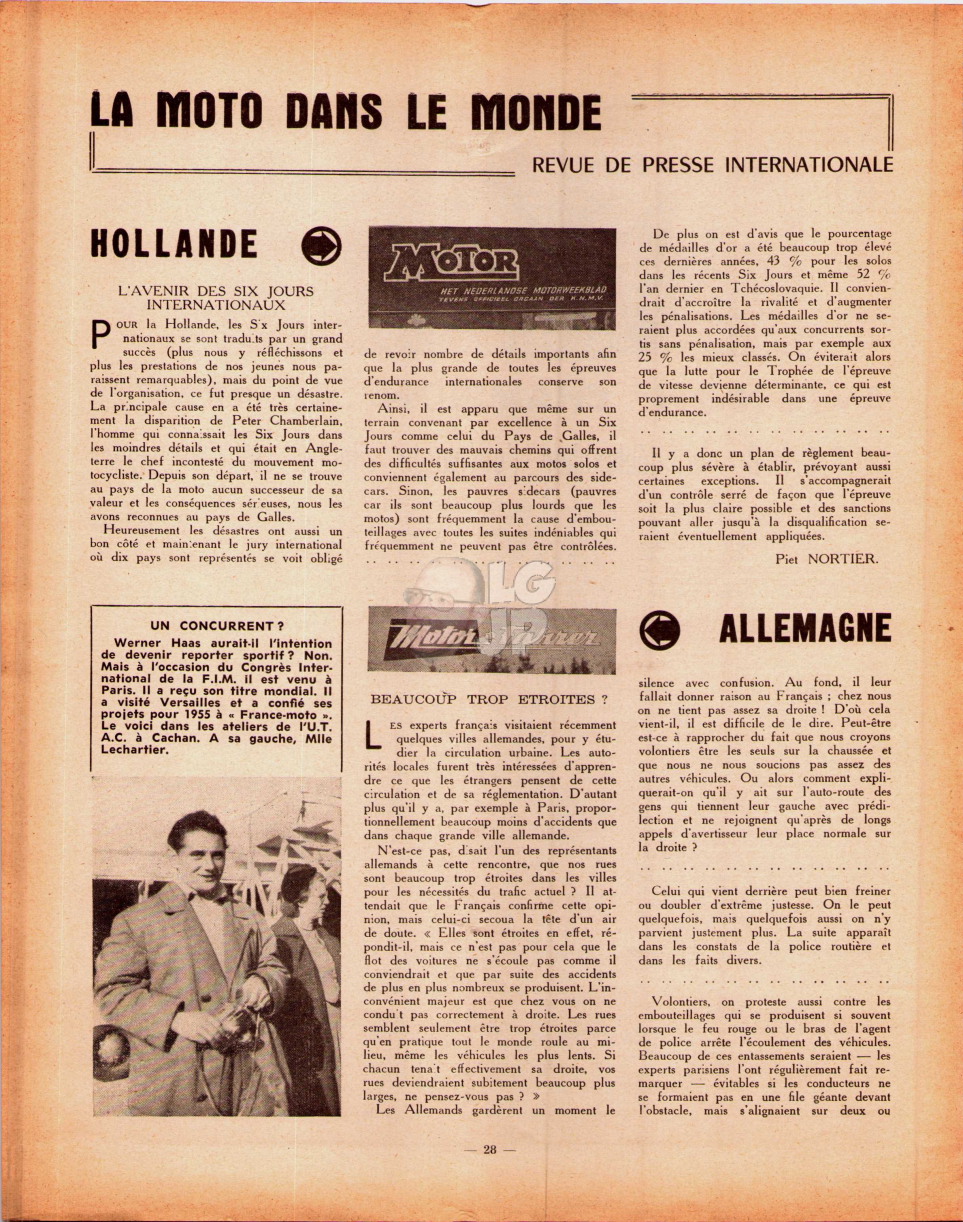 LA MOTO DANS LE MONDE
REVUE DE PRESSE INTERNATIONALE
HOLLANDE
L'AVENIR DES SIX JOURS
INTERNATIONAUX
POUR la Hollande, les Six Jours inter-
nationaux se sont traduits par un grand
succès (plus nous y réfléchissons et
plus les prestations de nos jeunes nous pa-
raissent remarquables), mais du point de vue
de l'organisation, ce fut presque un désastre.
La principale cause en a été très certaine-
ment la disparition de Peter Chamberlain,
l'homme qui connaissait les Six Jours dans
les moindres détails et qui était en Angle-
terre le chef incontesté du mouvement mo-
tocycliste. Depuis son départ, il ne se trouve
au pays de la moto aucun successeur de sa
valeur et les conséquences sérieuses, nous les
avons reconnues au pays de Galles.
Heureusement les désastres ont aussi un
bon côté et maintenant le jury international
où dix pays sont représentés se voit obligé
MOTOR
HET NEDERLANDSE MOTORWEEKBLAD
TEVENS OFFICIEEL ORGAAN DER K.N.M.V.
de revoir nombre de détails importants afin
que la plus grande de toutes les épreuves
d'endurance internationales conserve son
renom.
Ainsi, il est apparu que même sur un
terrain convenant par excellence à un Six
Jours comme celui du Pays de Galles, il
faut trouver des mauvais chemins qui offrent
des difficultés suffisantes aux motos solos et
conviennent également au parcours des side-
cars. Sinon, les pauvres sidecars (pauvres
car ils sont beaucoup plus lourds que les
motos) sont fréquemment la cause d'embou-
teillages avec toutes les suites indéniables qui
fréquemment ne peuvent pas être contrôlées.
.. .. .. .. .. .. .. .. .. .. .. ..
De plus on est d'avis que le pourcentage
de médailles d'or a été beaucoup trop élevé
ces dernières années, 43 % pour les solos
dans les récents Six Jours et même 52 %
l'an dernier en Tchécoslovaquie. Il convien-
drait d'accroître la rivalité et d'augmenter
les pénalisations. Les médailles d'or ne se-
raient plus accordées qu'aux concurrents sor-
tis sans pénalisation, mais par exemple aux
25 % les mieux classés. On éviterait alors
que la lutte pour le Trophée de l'épreuve
de vitesse devienne déterminante, ce qui est
proprement indésirable dans une épreuve
d'endurance.
.. .. .. .. .. .. .. .. .. .. .. ..
Il y a donc un plan de règlement beau-
coup plus sévère à établir, prévoyant aussi
certaines exceptions. Il s'accompagnerait
d'un contrôle serré de façon que l'épreuve
soit la plus claire possible et des sanctions
pouvant aller jusqu'à la disqualification se-
raient éventuellement appliquées.
Piet NORTIER.
UN CONCURRENT ?
Werner Haas aurait-il l'intention
de devenir reporter sportif ? Non.
Mais à l'occasion du Congrès Inter-
national de la F.I.M. il est venu à
Paris. Il a reçu son titre mondial. Il
a visité Versailles et a confié ses
projets pour 1955 à « France-moto ».
Le voici dans les ateliers de l'U.T.
A.C. à Cachan. A sa gauche, Mlle
Lechartier.
LG
JP
Motor Fahrer
BEAUCOUP TROP ETROITES ?
LES experts français visitaient récemment
quelques villes allemandes, pour y étu-
dier la circulation urbaine. Les auto-
rités locales furent très intéressées d'appren-
dre ce que les étrangers pensent de cette
circulation et de sa réglementation. D'autant
plus qu'il y a, par exemple à Paris, propor-
tionnellement beaucoup moins d'accidents que
dans chaque grande ville allemande.
N'est-ce pas, disait l'un des représentants
allemands à cette rencontre, que nos rues
sont beaucoup trop étroites dans les villes
pour les nécessités du trafic actuel ? Il at-
tendait que le Français confirme cette opi-
nion, mais celui-ci secoua la tête d'un air
de doute. « Elles sont étroites en effet, ré-
pondit-il, mais ce n'est pas pour cela que le
flot des voitures ne s'écoule pas comme il
conviendrait et que par suite des accidents
de plus en plus nombreux se produisent. L'in-
convénient majeur est que chez vous on ne
conduit pas correctement à droite. Les rues
semblent seulement être trop étroites parce
qu'en pratique tout le monde roule au mi-
lieu, même les véhicules les plus lents. Si
chacun tenait effectivement sa droite, vos
rues deviendraient subitement beaucoup plus
larges, ne pensez-vous pas ? »
Les Allemands gardèrent un moment le
ALLEMAGNE
silence avec confusion. Au fond, il leur
fallait donner raison au Français ; chez nous
on ne tient pas assez sa droite ! D'où cela
vient-il, il est difficile de le dire. Peut-être
est-ce à rapprocher du fait que nous croyons
volontiers être les seuls sur la chaussée et
que nous ne nous soucions pas assez des
autres véhicules. Ou alors comment expli-
querait-on qu'il y ait sur l'auto-route des
gens qui tiennent leur gauche avec prédi-
lection et ne rejoignent qu'après de longs
appels d'avertisseur leur place normale sur
la droite ?
.. .. .. .. .. .. .. .. .. .. .. ..
Celui qui vient derrière peut bien freiner
ou doubler d'extrême justesse. On le peut
quelquefois, mais quelquefois aussi on n'y
parvient justement plus. La suite apparaît
dans les constats de la police routière et
dans les faits divers.
.. .. .. .. .. .. .. .. .. .. .. ..
Volontiers, on proteste aussi contre les
embouteillages qui se produisent si souvent
lorsque le feu rouge ou le bras de l'agent
de police arrête l'écoulement des véhicules.
Beaucoup de ces entassements seraient — les
experts parisiens l'ont régulièrement fait re-
marquer — évitables si les conducteurs ne
se formaient pas en une file géante devant
l'obstacle, mais s'alignaient sur deux ou
— 28 —